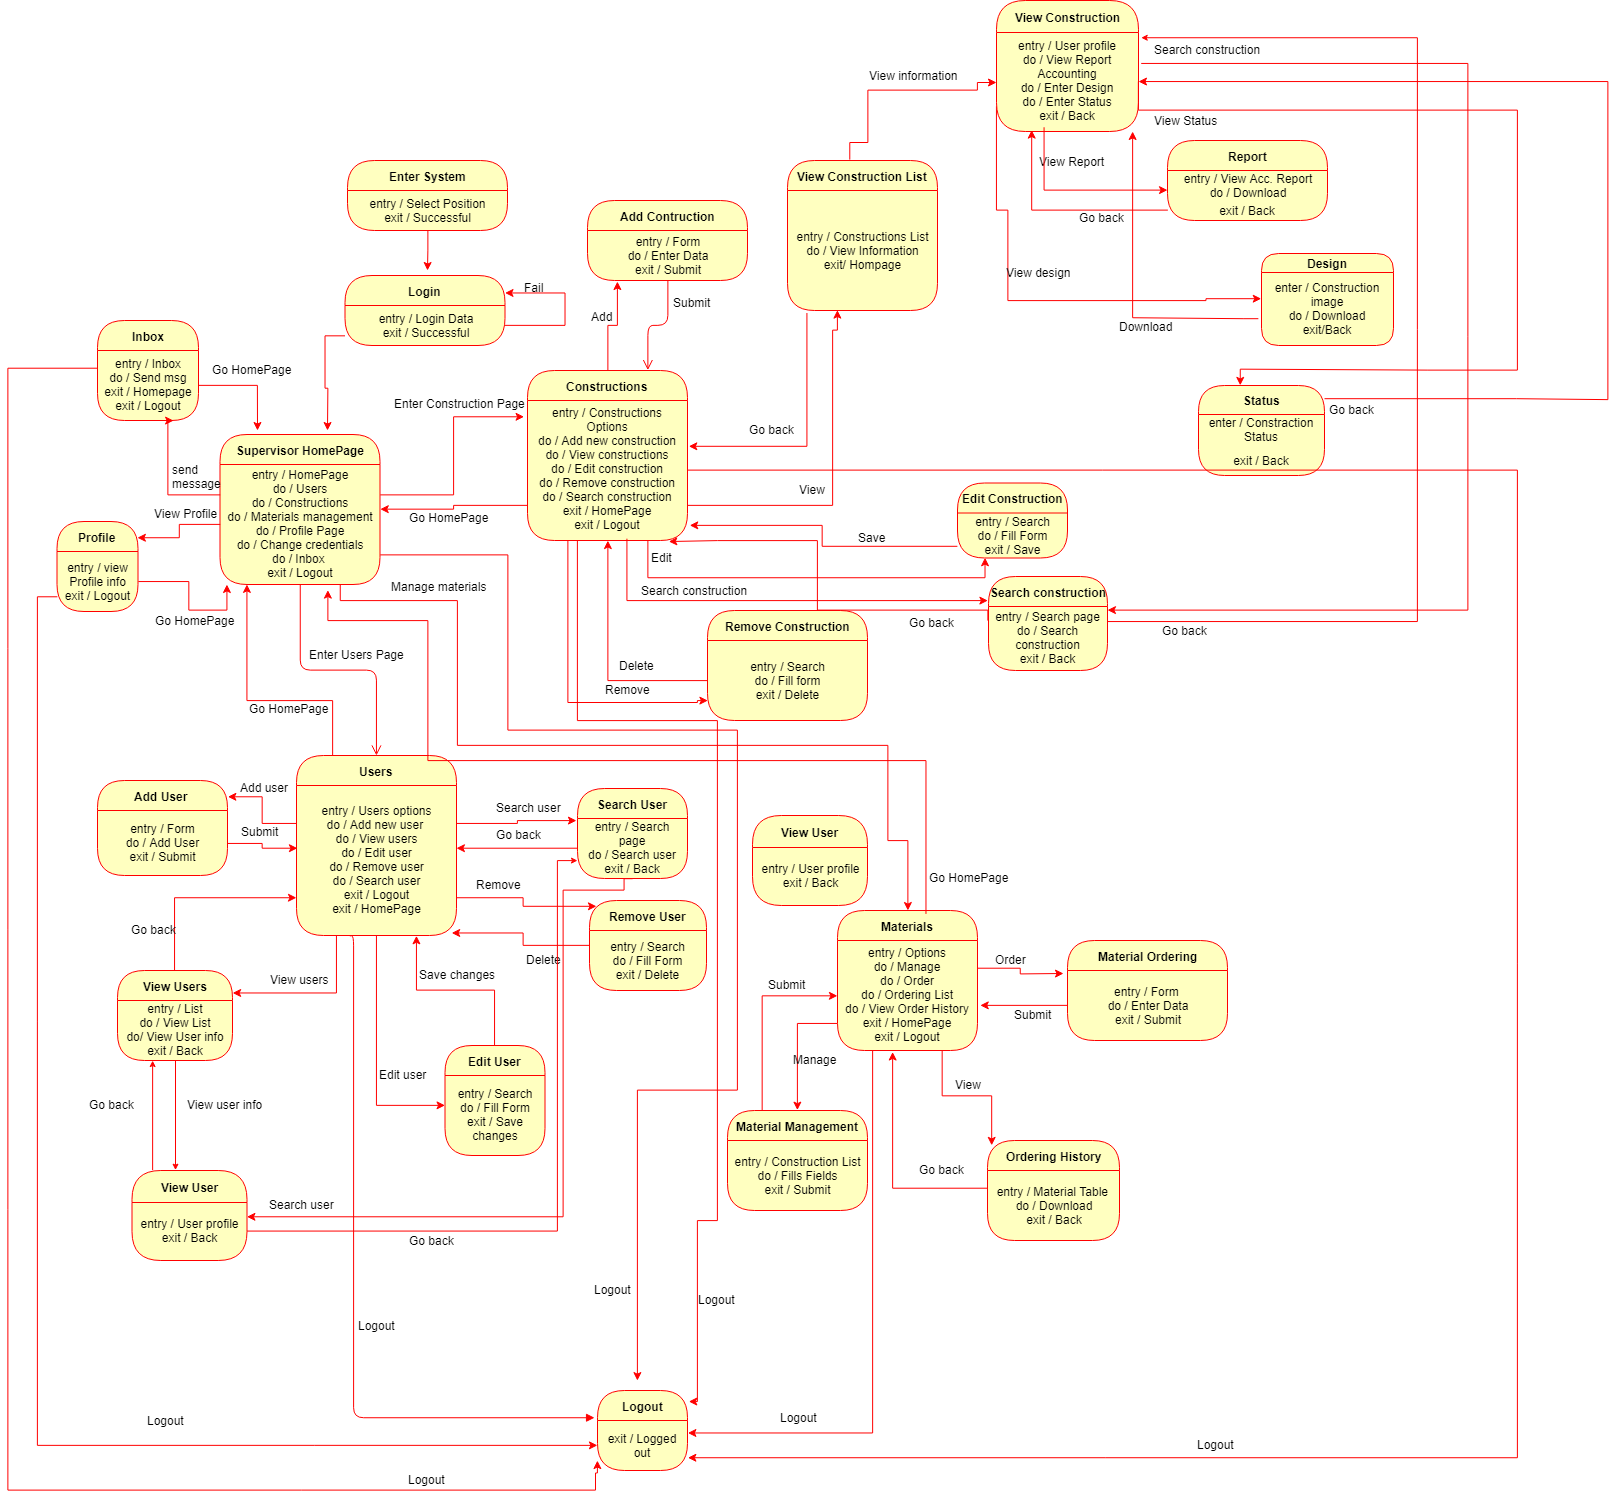 View Construction
entry / User profile
do / View Report
Accounting
do / Enter Design
do / Enter Status
exit / Back
Search construction
View information
View Status
View Report
Report
entry / View Acc. Report
do / Download
exit / Back
Go back
Enter System
entry / Select Position
exit / Successful
Add Contruction
entry / Form
do / Enter Data
exit / Submit
View Construction List
entry / Constructions List
do / View Information
exit/ Hompage
View design
Design
enter / Construction
image
do / Download
exit/Back
Download
Login
entry / Login Data
exit / Successful
Fail
Add
Submit
Inbox
entry / Inbox
do / Send msg
exit / Homepage
exit / Logout
Go HomePage
Enter Construction Page
Constructions
entry / Constructions
Options
do / Add new construction
do / View constructions
do / Edit construction
do / Remove construction
do / Search construction
exit / HomePage
exit / Logout
Go back
View
Status
enter / Constraction
Status
exit / Back
Go back
send
message
Supervisor HomePage
entry / HomePage
do / Users
do / Constructions
do / Materials management
do / Profile Page
do / Change credentials
do / Inbox
exit / Logout
Go HomePage
View Profile
Profile
entry / view
Profile info
exit / Logout
Go HomePage
Edit Construction
entry / Search
do / Fill Form
exit / Save
Save
Edit
Manage materials
Search construction
Search construction
entry / Search page
do / Search
construction
exit / Back
Go back
Go back
Remove Construction
entry / Search
do / Fill form
exit / Delete
Delete
Remove
Enter Users Page
Go HomePage
Users
entry / Users options
do / Add new user
do / View users
do / Edit user
do / Remove user
do / Search user
exit / Logout
exit / HomePage
Add User
entry / Form
do / Add User
exit / Submit
Add user
Submit
Search user
Go back
Search User
entry / Search
page
do / Search user
exit / Back
View User
entry / User profile
exit / Back
Go HomePage
Remove
Remove User
entry / Search
do / Fill Form
exit / Delete
Delete
Go back
View users
Save changes
View Users
entry / List
do / View List
do/ View User info
exit / Back
Materials
entry / Options
do / Manage
do / Order
do / Ordering List
do / View Order History
exit / HomePage
exit / Logout
Order
Material Ordering
entry / Form
do / Enter Data
exit / Submit
Submit
Submit
Manage
Edit User
entry / Search
do / Fill Form
exit / Save
changes
Edit user
Go back
View user info
View
Material Management
entry / Construction List
do / Fills Fields
exit / Submit
Ordering History
entry / Material Table
do / Download
exit / Back
Go back
View User
entry / User profile
exit / Back
Search user
Go back
Logout
Logout
Logout
Logout
exit / Logged
out
Logout
Logout
Logout
Logout